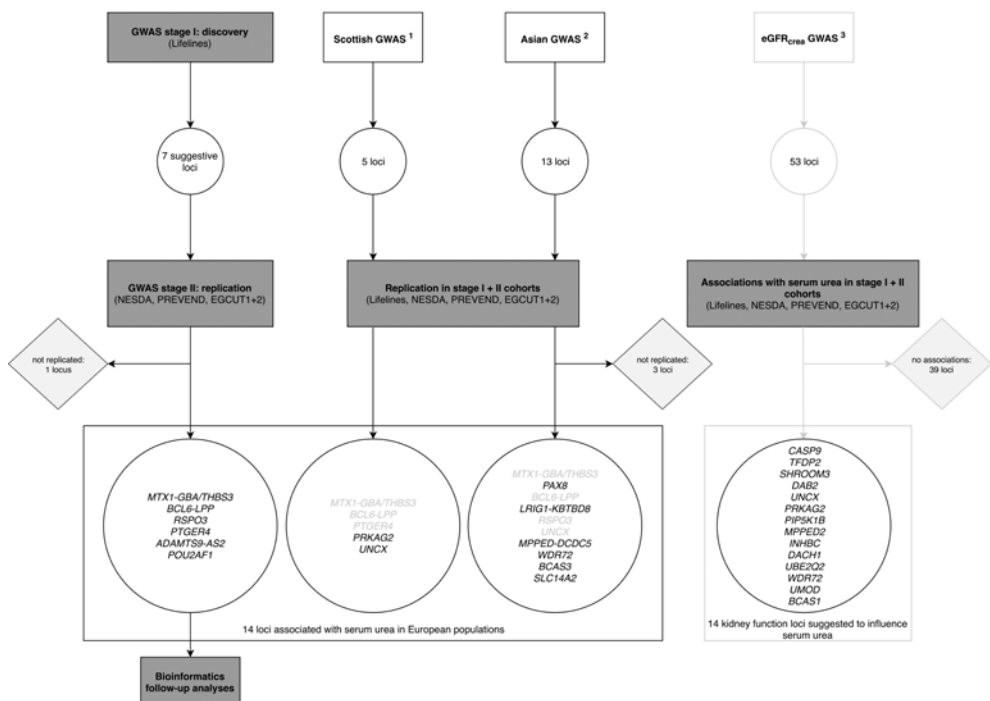 GWAS stage I: discovery
(Lifelines)
Scottish GWAS 1
Asian GWAS 2
eGFRcrea GWAS 3
7 suggestive
loci
5 loci
13 loci
53 loci
GWAS stage II: replication
(NESDA, PREVEND, EGCUT1+2)
Replication in stage I + II cohorts
(Lifelines, NESDA, PREVEND, EGCUT1+2)
Associations with serum urea in stage I + II
cohorts
(Lifelines, NESDA, PREVEND, EGCUT1+2)
not replicated:
1 locus
not replicated:
3 loci
no associations:
39 loci
MTX1-GBA/THBS3
BCL6-LPP
RSPO3
PTGER4
ADAMTS9-AS2
POU2AF1
MTX1-GBA/THBS3
BCL6-LPP
PTGER4
PRKAG2
UNCX
MTX1-GBA/THBS3
PAX8
BCL6-LPP
LRIG1-KBTBD8
RSPO3
UNCX
MPPED-DCDC5
WDR72
BCAS3
SLC14A2
CASP9
TFDP2
SHROOM3
DAB2
UNCX
PRKAG2
PIP5K1B
MPPED2
INHBC
DACH1
UBE2Q2
WDR72
UMOD
BCAS1
14 loci associated with serum urea in European populations
14 kidney function loci suggested to influence
serum urea
Bioinformatics
follow-up analyses